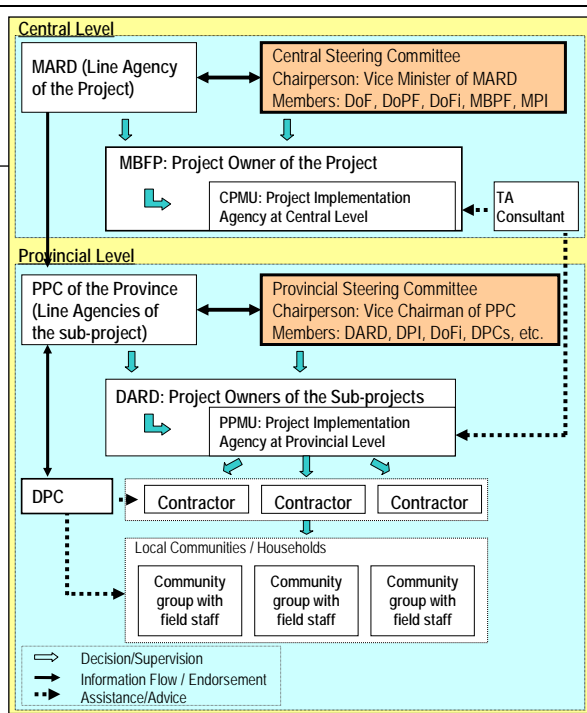 Central Level
MARD (Line Agency
of the Project)
Central Steering Committee
Chairperson: Vice Minister of MARD
Members: DoF, DoPF, DoFi, MBPF, MPI
MBFP: Project Owner of the Project
CPMU: Project Implementation
Agency at Central Level
TA
Consultant
Provincial Level
PPC of the Province
(Line Agencies of
the sub-project)
Provincial Steering Committee
Chairperson: Vice Chairman of PPC
Members: DARD, DPI, DoFi, DPCs, etc.
DARD: Project Owners of the Sub-projects
PPMU: Project Implementation
Agency at Provincial Level
DPC
Contractor
Contractor
Contractor
Local Communities / Households
Community
group with
field staff
Community
group with
field staff
Community
group with
field staff
Decision/Supervision
Information Flow / Endorsement
Assistance/Advice